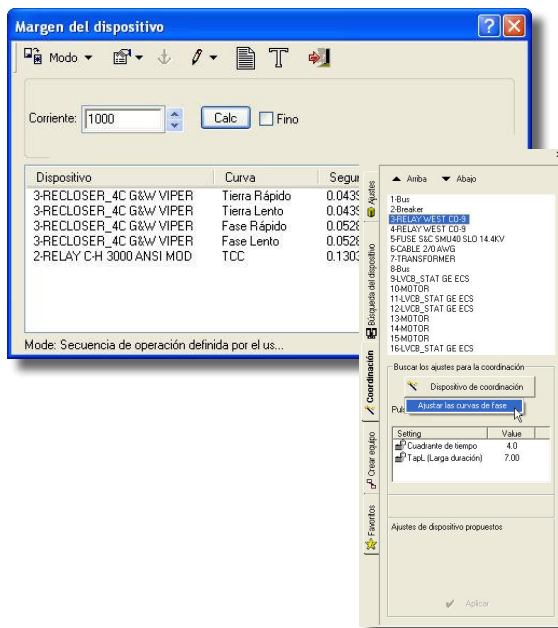 Margen del dispositivo
Modo
Corriente: 1000 Calc Fino
Dispositivo Curva Segur
3-RECLOSER_4C G&W VIPER Tierra Rápido 0.0439
3-RECLOSER_4C G&W VIPER Tierra Lento 0.0439
3-RECLOSER_4C G&W VIPER Fase Rápido 0.0528
3-RECLOSER_4C G&W VIPER Fase Lento 0.0528
2-RELAY C-H 3000 ANSI MOD TCC 0.1303
Mode: Secuencia de operación definida por el us...
Ajustes
Búsqueda del dispositivo
Coordinación
Crear equipo
Favoritos
Arriba Abajo
1-Bus
2-Breaker
3-RELAY WEST CO-9
4-RELAY WEST CO-9
5-FUSE S&C SMU40 SLO 14.4KV
6-CABLE 2/0 AWG
7-TRANSFORMER
8-Bus
9-LVCB_STAT GE ECS
10-MOTOR
11-LVCB_STAT GE ECS
12-LVCB_STAT GE ECS
13-MOTOR
14-MOTOR
15-MOTOR
16-LVCB_STAT GE ECS
Buscar los ajustes para la coordinación
Dispositivo de coordinación
Ajustar las curvas de fase
Setting Value
Cuadrante de tiempo 4.0
TapL (Larga duración) 7.00
Ajustes de dispositivo propuestos
Aplicar